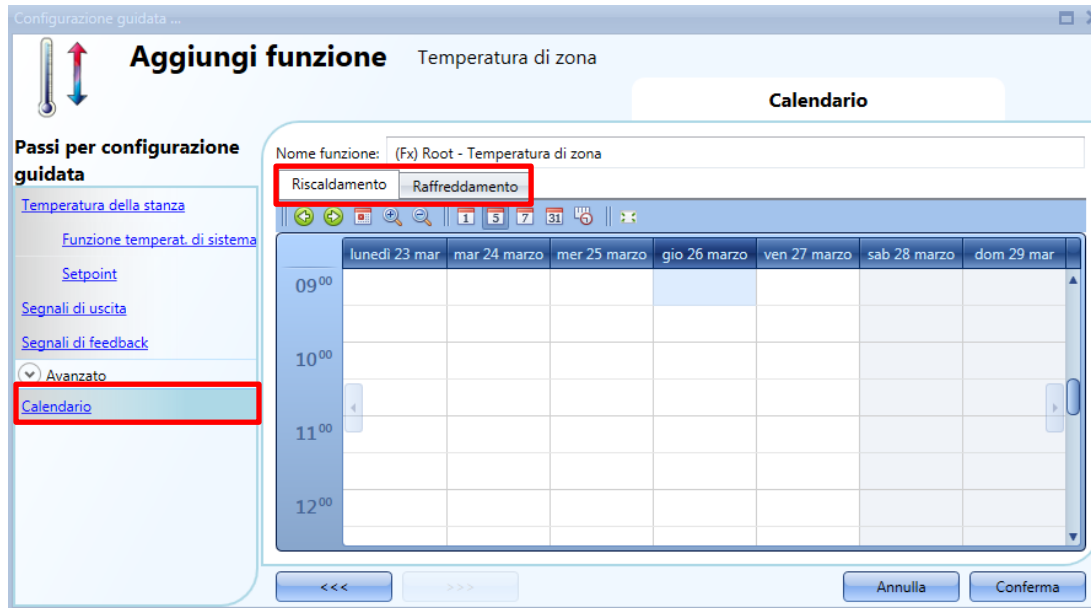 Configurazione guidata ...
Aggiungi funzione Temperatura di zona
Calendario
Passi per configurazione
guidata
Temperatura della stanza
Funzione temperat. di sistema
Setpoint
Segnali di uscita
Segnali di feedback
Avanzato
Calendario
Nome funzione: (Fx) Root - Temperatura di zona
Riscaldamento Raffreddamento
1 5 7 31
lunedì 23 mar mar 24 marzo mer 25 marzo gio 26 marzo ven 27 marzo sab 28 marzo dom 29 mar
09 00
10 00
11 00
12 00
<<< >>> Annulla Conferma